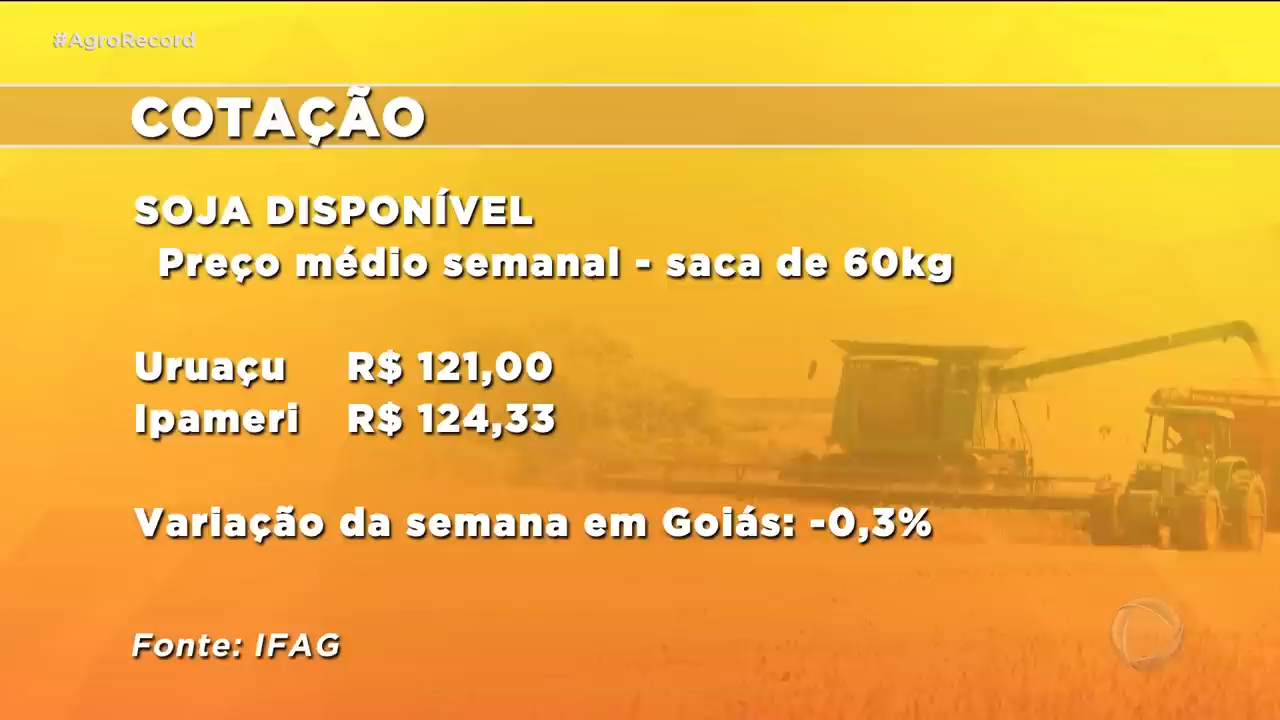 #AgroRecord
COTAÇÃO
SOJA DISPONÍVEL
Preço médio semanal - saca de 60kg
Uruaçu R$ 121,00
Ipameri R$ 124,33
Variação da semana em Goiás: -0,3%
Fonte: IFAG